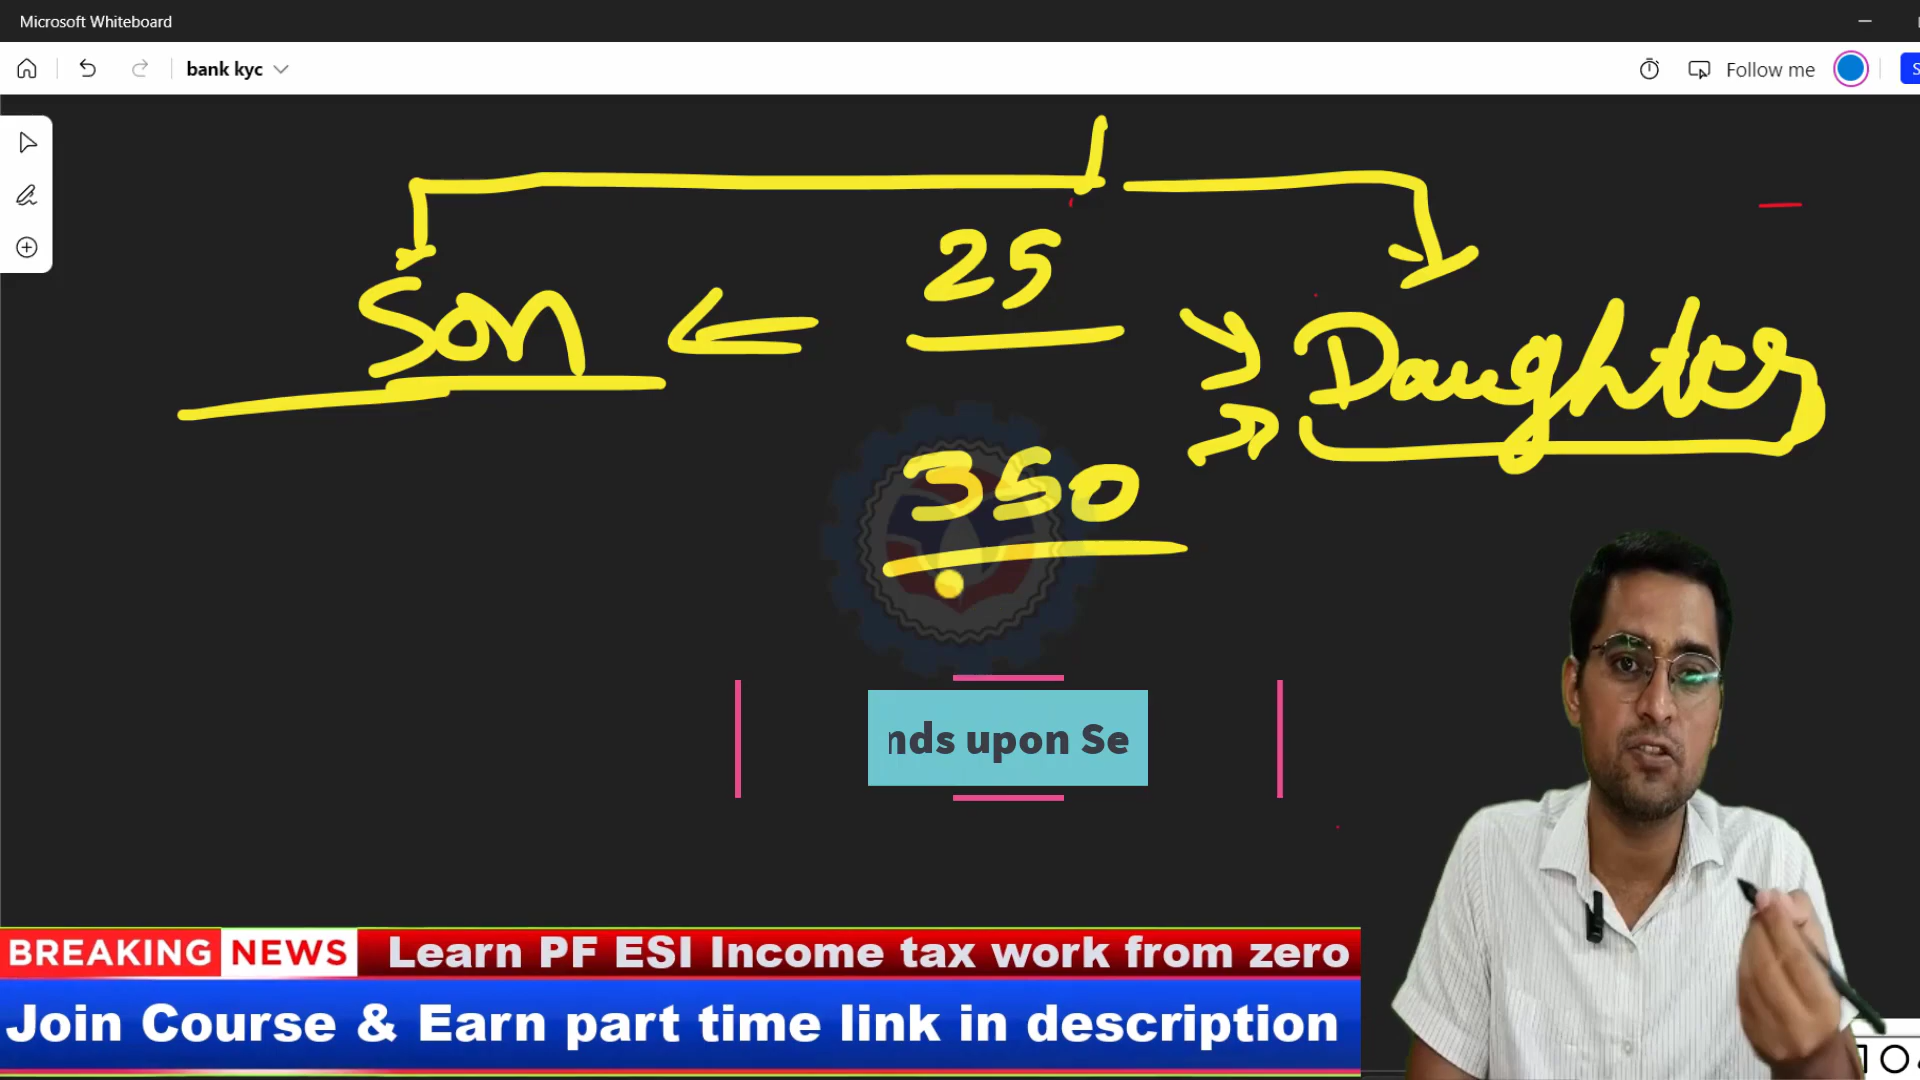 Microsoft Whiteboard
bank kyc
Follow me
25
Son
Daughter
350
nds upon Se
BREAKING NEWS
Learn PF ESI Income tax work from zero
Join Course & Earn part time link in description